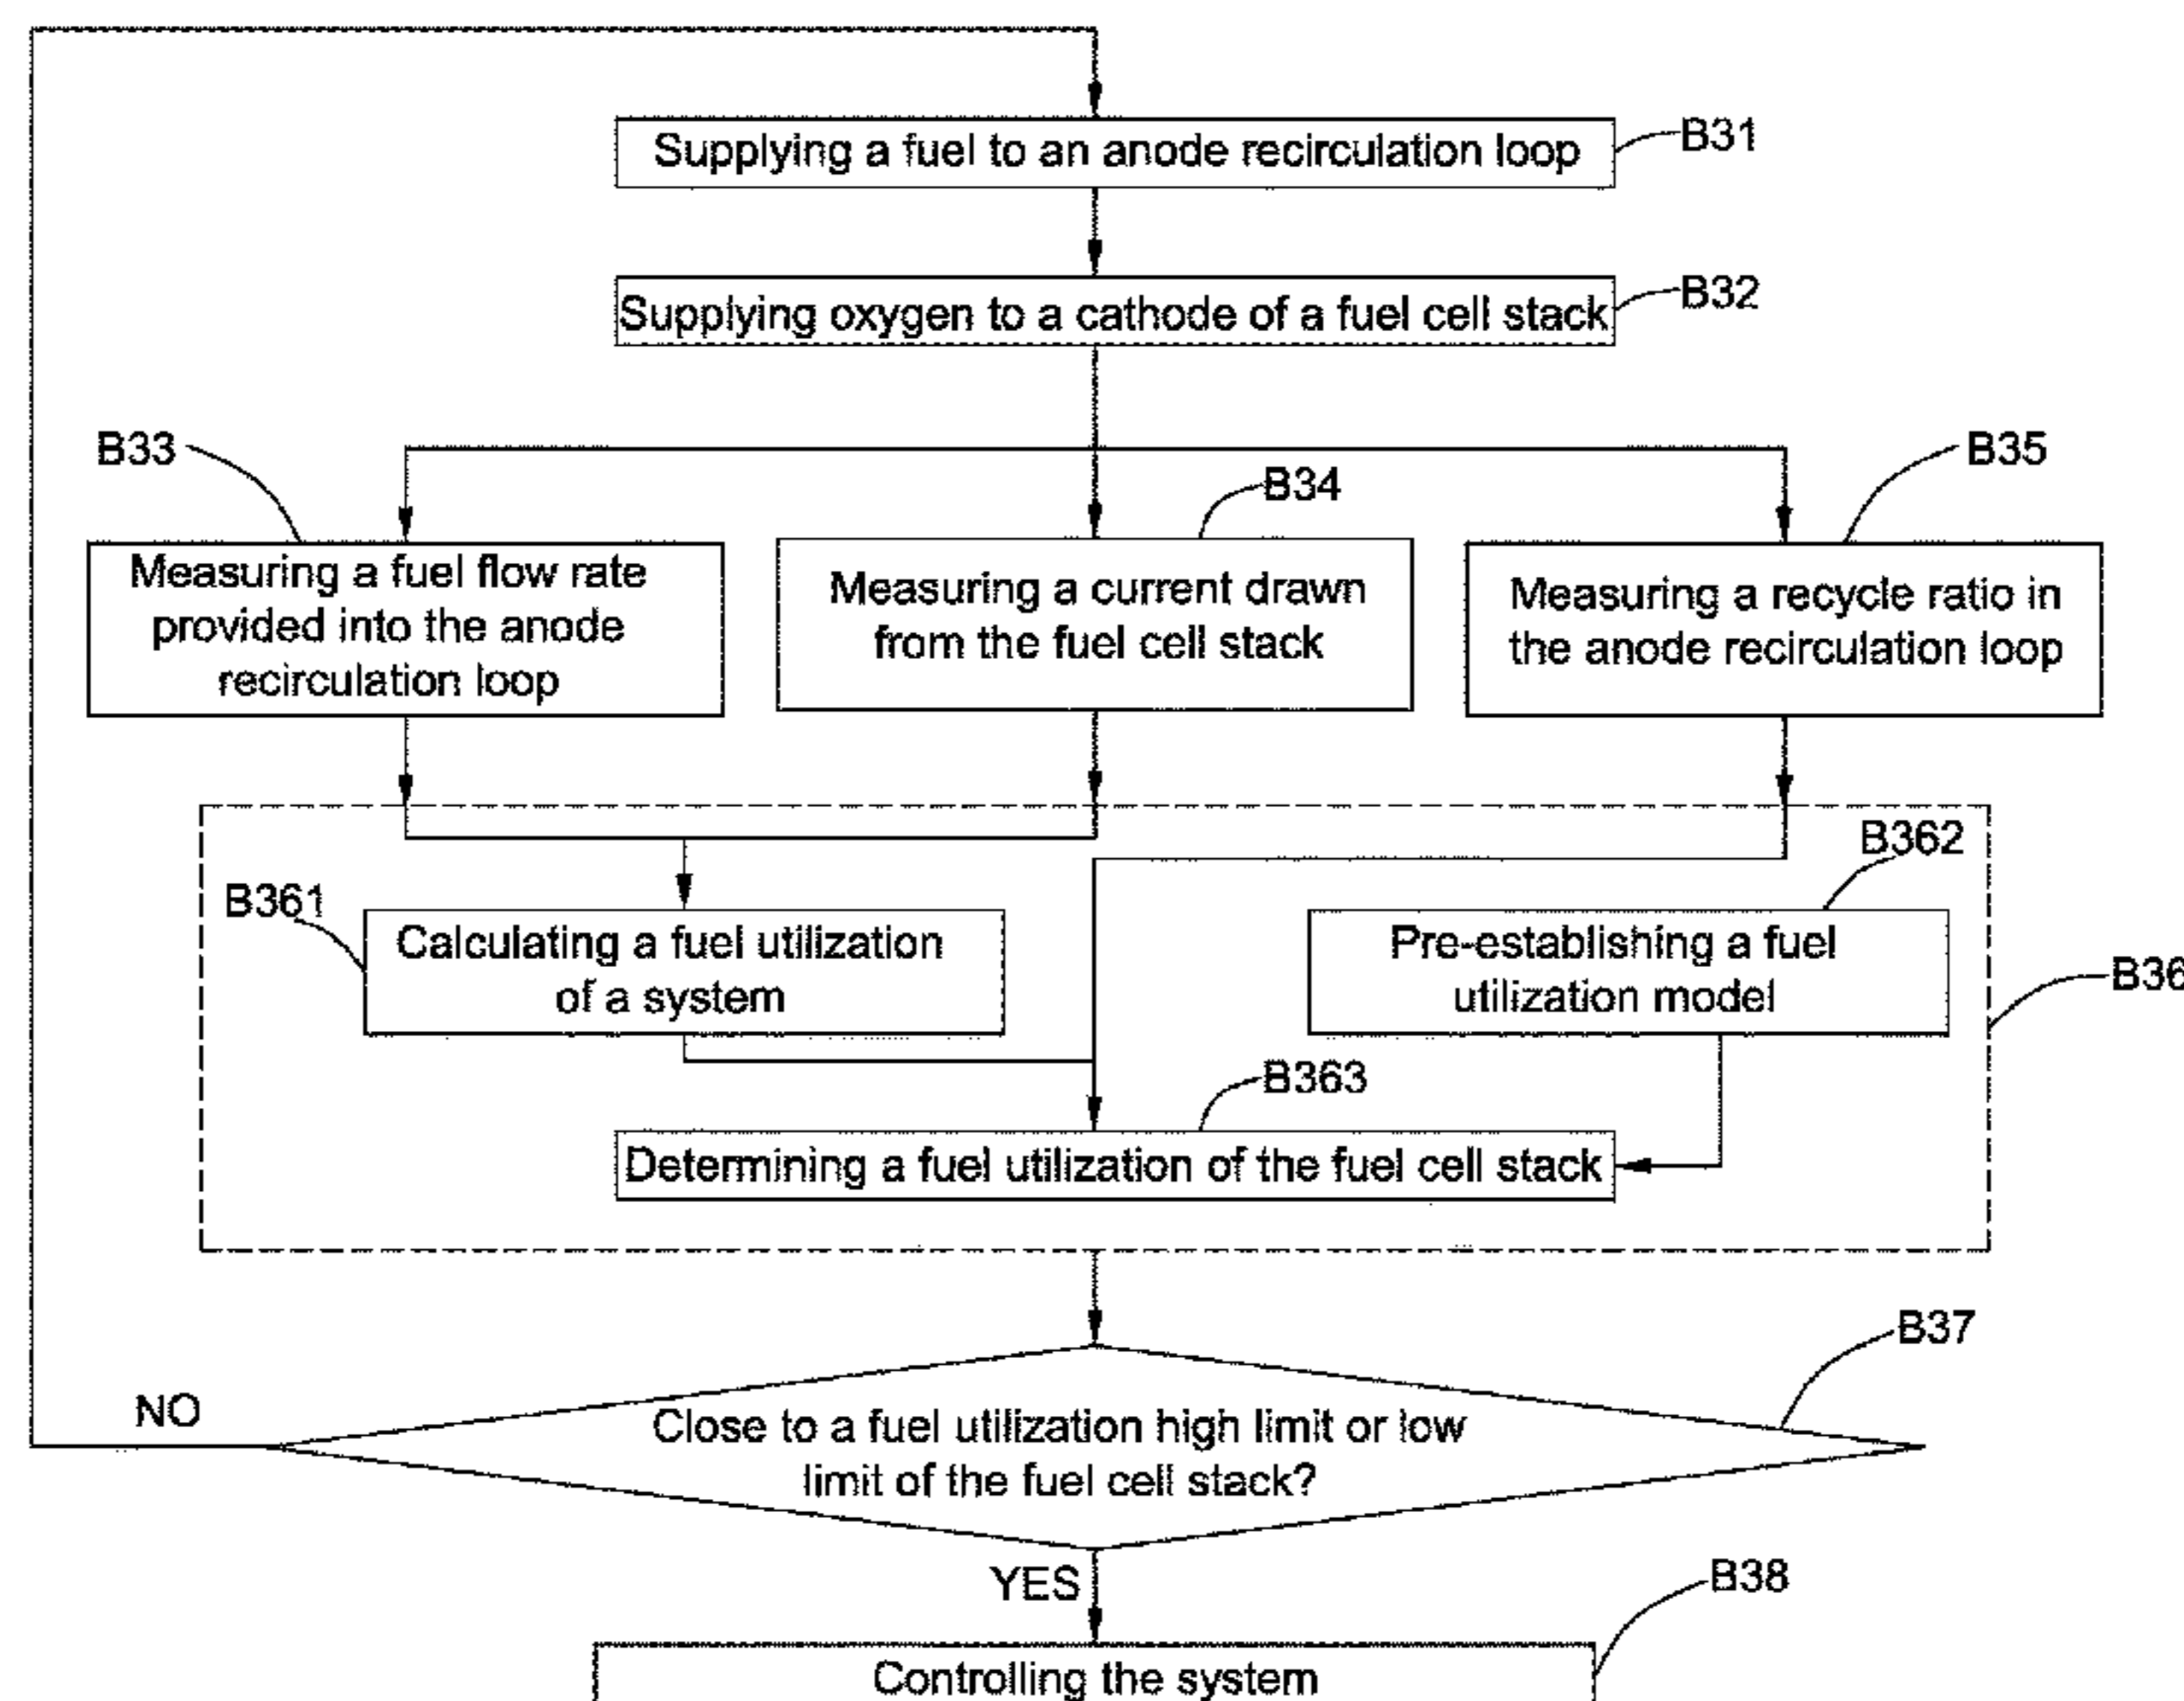 Supplying a fuel to an anode recirculation loop
B31
Supplying oxygen to a cathode of a fuel cell stack
B32
B33
B34
B35
Measuring a fuel flow rate
provided into the anode
recirculation loop
Measuring a current drawn
from the fuel cell stack
Measuring a recycle ratio in
the anode recirculation loop
B361
B362
Calculating a fuel utilization
of a system
Pre-establishing a fuel
utilization model
B36
B363
Determining a fuel utilization of the fuel cell stack
B37
NO
Close to a fuel utilization high limit or low
limit of the fuel cell stack?
YES
B38
Controlling the system